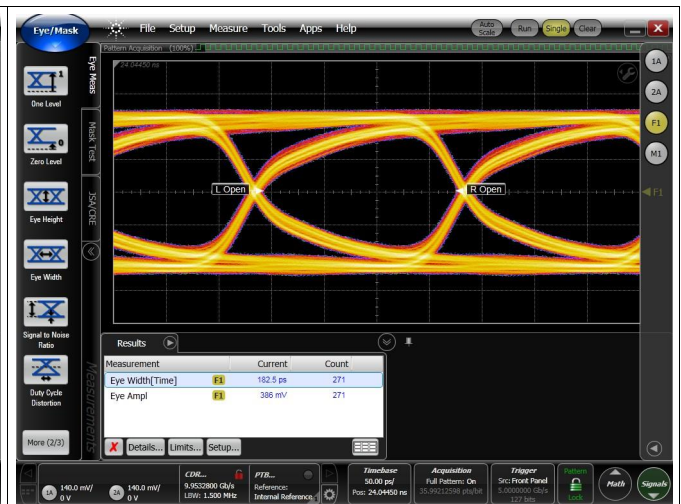 Eye/Mask
File Setup Measure Tools Apps Help
Auto Scale
Run
Single
Clear
X
Pattern Acquisition (100%)
24.04450 ns
Eye Meas
Mask Test
JSA/CRE
Measurements
One Level
Zero Level
Eye Height
Eye Width
Signal to Noise
Ratio
Duty Cycle
Distortion
More (2/3)
L Open
R Open
1A
2A
F1
M1
F1
Results
Measurement Current Count
Eye Width[Time] F1 182.5 ps 271
Eye Ampl F1 386 mV 271
Details... Limits... Setup...
1A 140.0 mV/
0 V
2A 140.0 mV/
0 V
CDR...
9.9532800 Gb/s
LBW: 1.500 MHz
PTB...
Reference:
Internal Reference
Timebase
50.00 ps/
Pos: 24.04450 ns
Acquisition
Full Pattern: On
35.99212598 pts/bit
Trigger
Src: Front Panel
5.0000000 Gb/s
127 bits
Pattern
Lock
Math
Signals